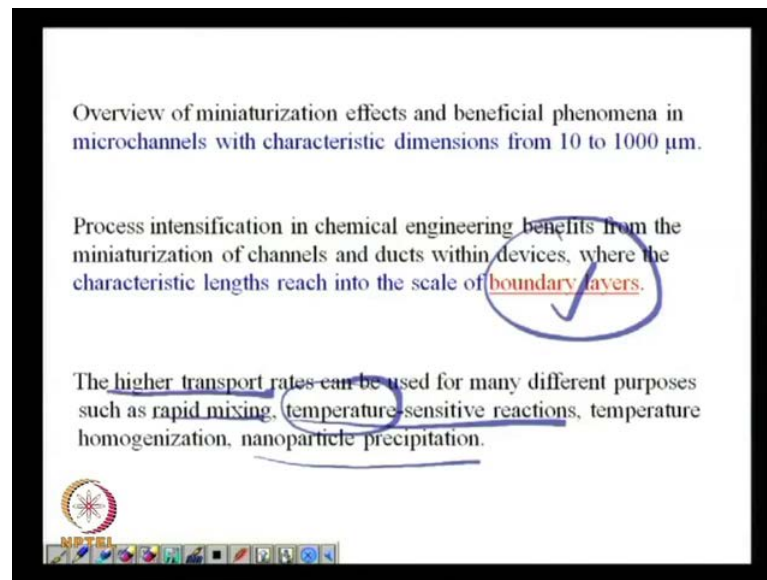 Overview of miniaturization effects and beneficial phenomena in
microchannels with characteristic dimensions from 10 to 1000 μm.
Process intensification in chemical engineering benefits from the
miniaturization of channels and ducts within devices, where the
characteristic lengths reach into the scale of boundary layers.
The higher transport rates can be used for many different purposes
such as rapid mixing, temperature-sensitive reactions, temperature
homogenization, nanoparticle precipitation.
NPTEL